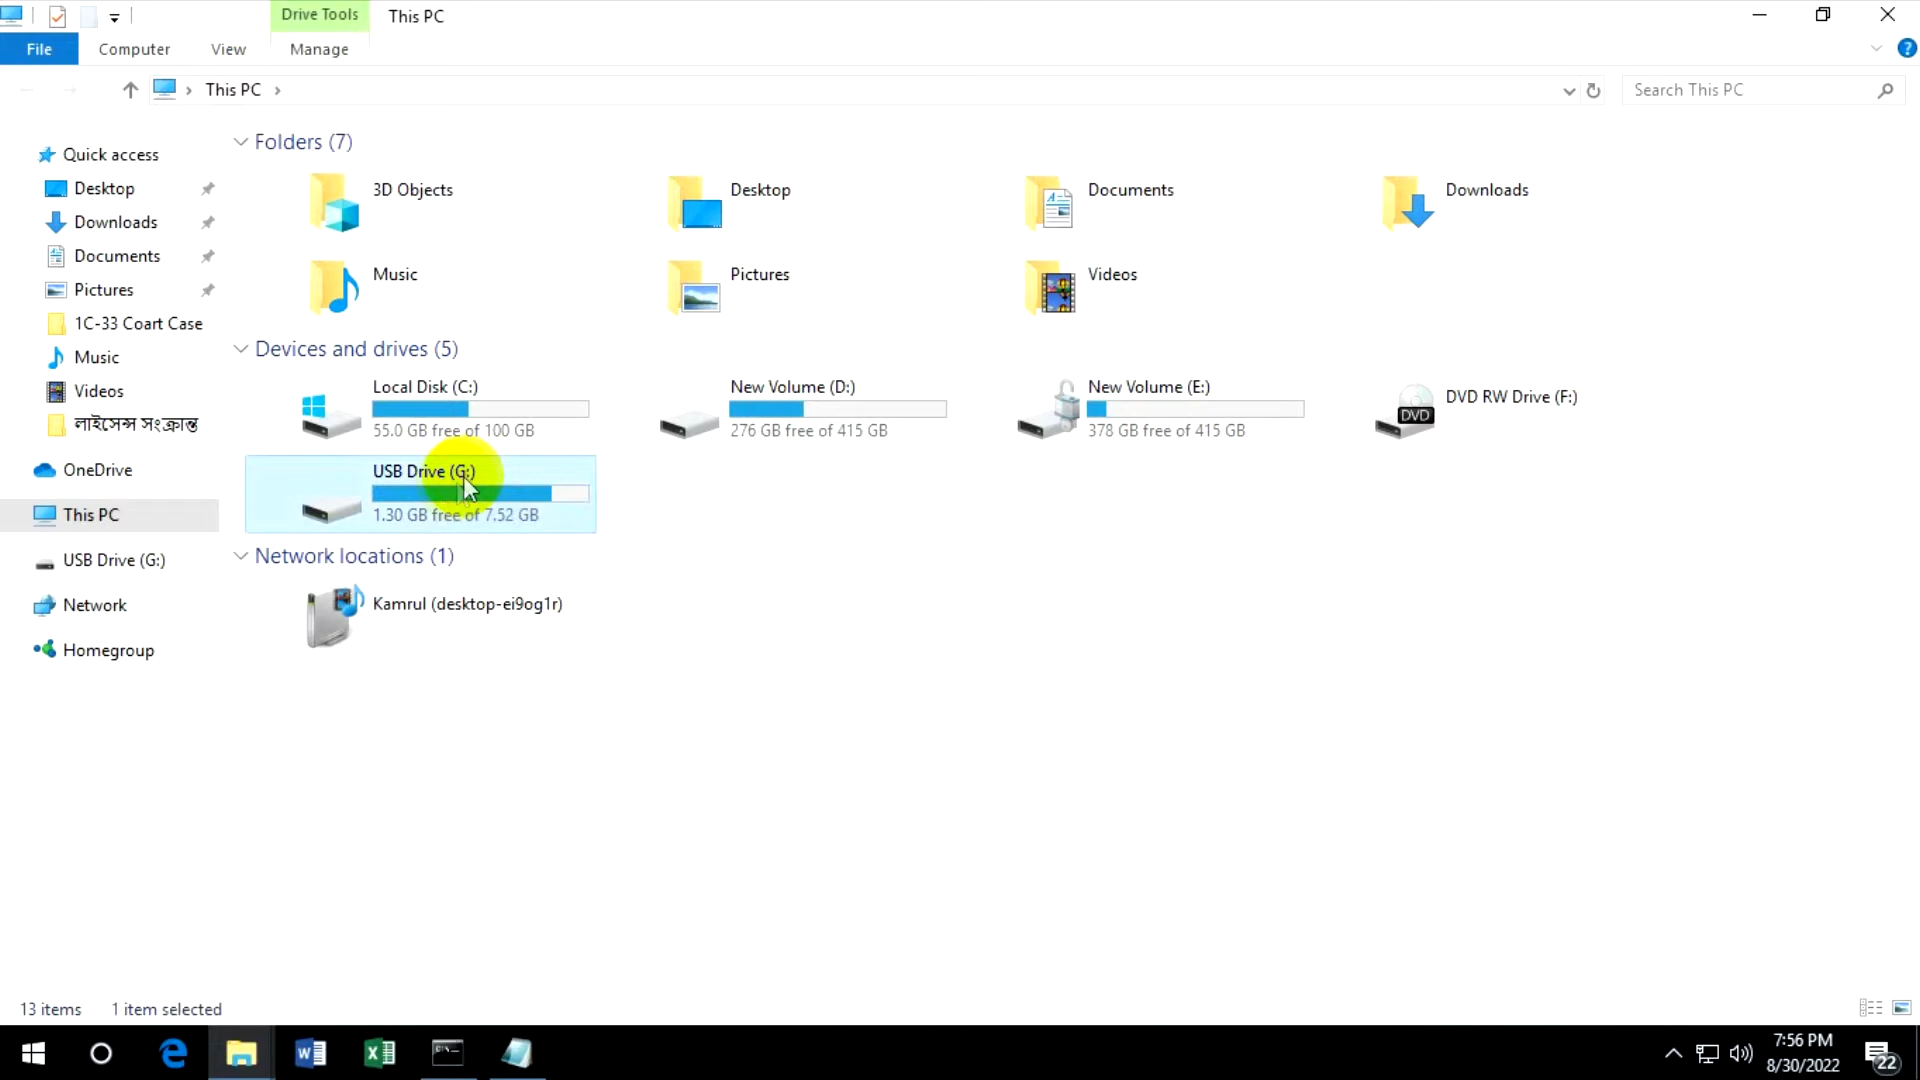 Drive Tools
This PC
File
Computer
View
Manage
?
This PC
Search This PC
Quick access
Desktop
Downloads
Documents
Pictures
1C-33 Coart Case
Music
Videos
লাইসেন্স সংক্রান্ত
OneDrive
This PC
USB Drive (G:)
Network
Homegroup
Folders (7)
3D Objects
Desktop
Documents
Downloads
Music
Pictures
Videos
Devices and drives (5)
Local Disk (C:)
55.0 GB free of 100 GB
New Volume (D:)
276 GB free of 415 GB
New Volume (E:)
378 GB free of 415 GB
DVD RW Drive (F:)
DVD
USB Drive (G:)
1.30 GB free of 7.52 GB
Network locations (1)
Kamrul (desktop-ei9og1r)
13 items
1 item selected
7:56 PM
8/30/2022
22